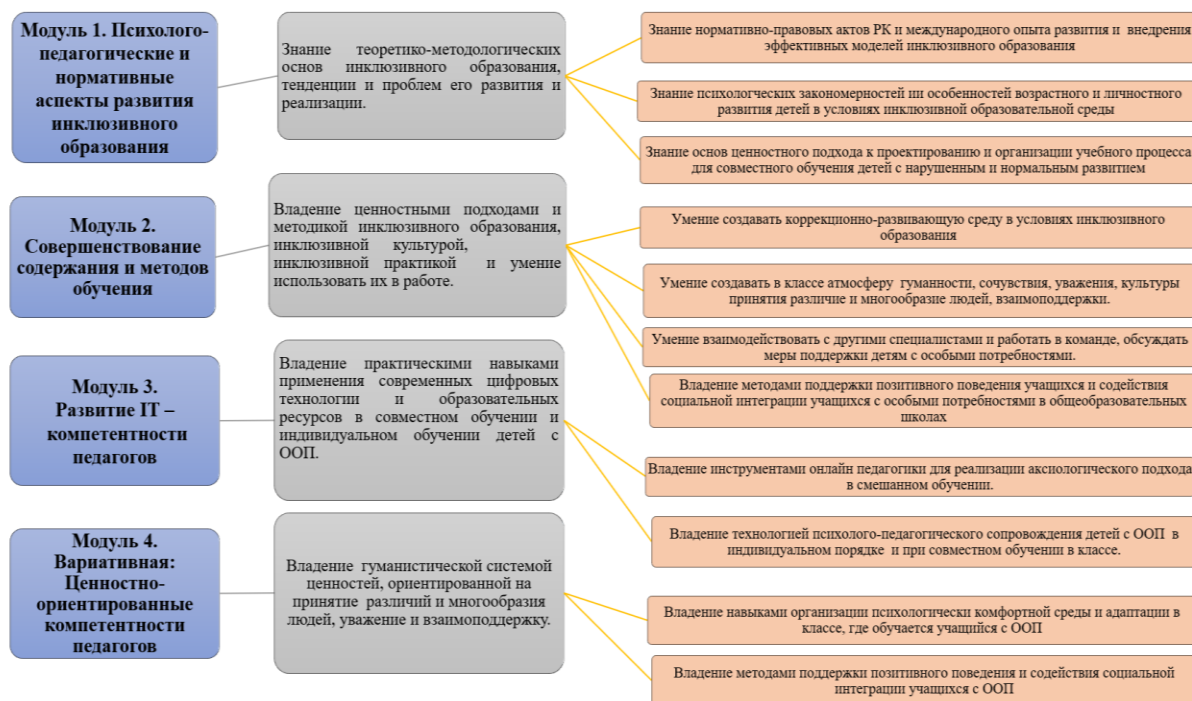 Модуль 1. Психолого-
педагогические и
нормативные
аспекты развития
инклюзивного
образования
Знание теоретико-методологических
основ инклюзивного образования,
тенденции и проблем его развития и
реализации.
Знание нормативно-правовых актов РК и международного опыта развития и внедрения
эффективных моделей инклюзивного образования
Знание психологческих закономерностей ии особенностей возрастного и личностного
развития детей в условиях инклюзивной образовательной среды
Знание основ ценностного подхода к проектированию и организации учебного процесса
для совместного обучения детей с нарушенным и нормальным развитием
Модуль 2.
Совершенствование
содержания и методов
обучения
Владение ценностными подходами и
методикой инклюзивного образования,
инклюзивной культурой,
инклюзивной практикой и умение
использовать их в работе.
Умение создавать коррекционно-развивающую среду в условиях инклюзивного
образования
Умение создавать в классе атмосферу гуманности, сочувствия, уважения, культуры
принятия различие и многообразие людей, взаимоподдержки.
Умение взаимодействовать с другими специалистами и работать в команде, обсуждать
меры поддержки детям с особыми потребностями.
Владение методами поддержки позитивного поведения учащихся и содействия
социальной интеграции учащихся с особыми потребностями в общеобразовательных
школах
Модуль 3.
Развитие IT –
компетентности
педагогов
Владение практическими навыками
применения современных цифровых
технологии и образовательных
ресурсов в совместном обучении и
индивидуальном обучении детей с
ООП.
Владение инструментами онлайн педагогики для реализации аксиологического подхода
в смешанном обучении.
Владение технологией психолого-педагогического сопровождения детей с ООП в
индивидуальном порядке и при совместном обучении в классе.
Модуль 4.
Вариативная:
Ценностно-
ориентированные
компетентности
педагогов
Владение гуманистической системой
ценностей, ориентированной на
принятие различий и многообразия
людей, уважение и взаимоподдержку.
Владение навыками организации психологически комфортной среды и адаптации в
классе, где обучается учащийся с ООП
Владение методами поддержки позитивного поведения и содействия социальной
интеграции учащихся с ООП